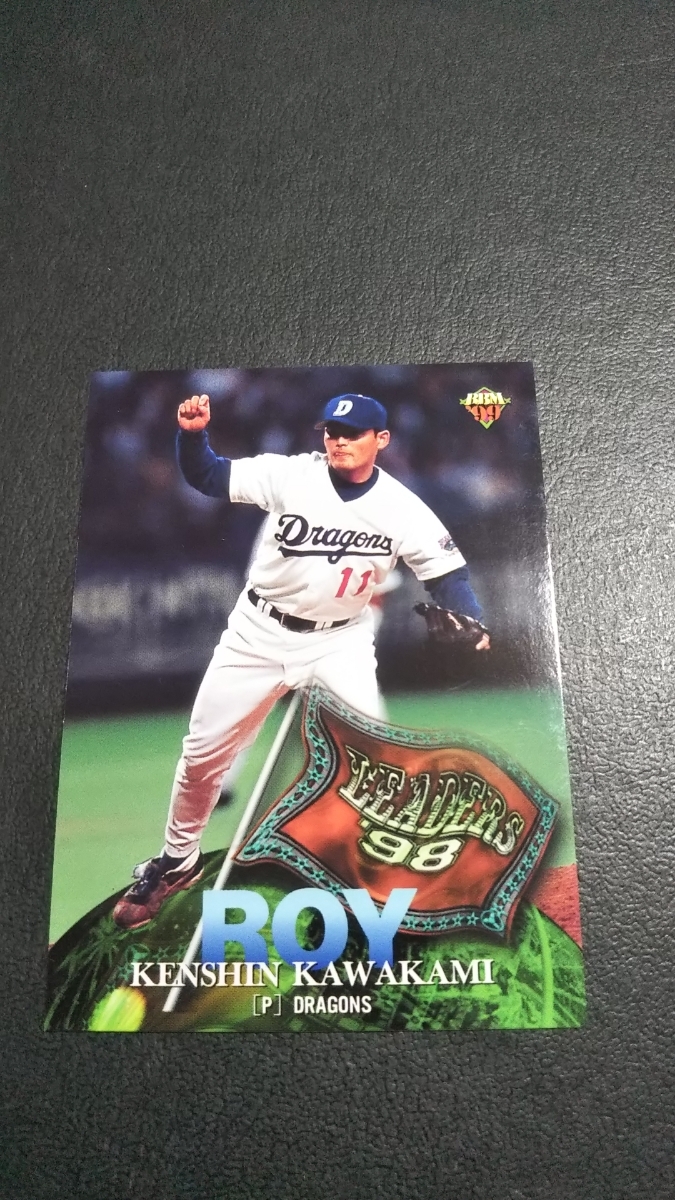 BBM
'99
D
Dragons
11
LEADERS
'98
ROY
KENSHIN KAWAKAMI
[P] DRAGONS